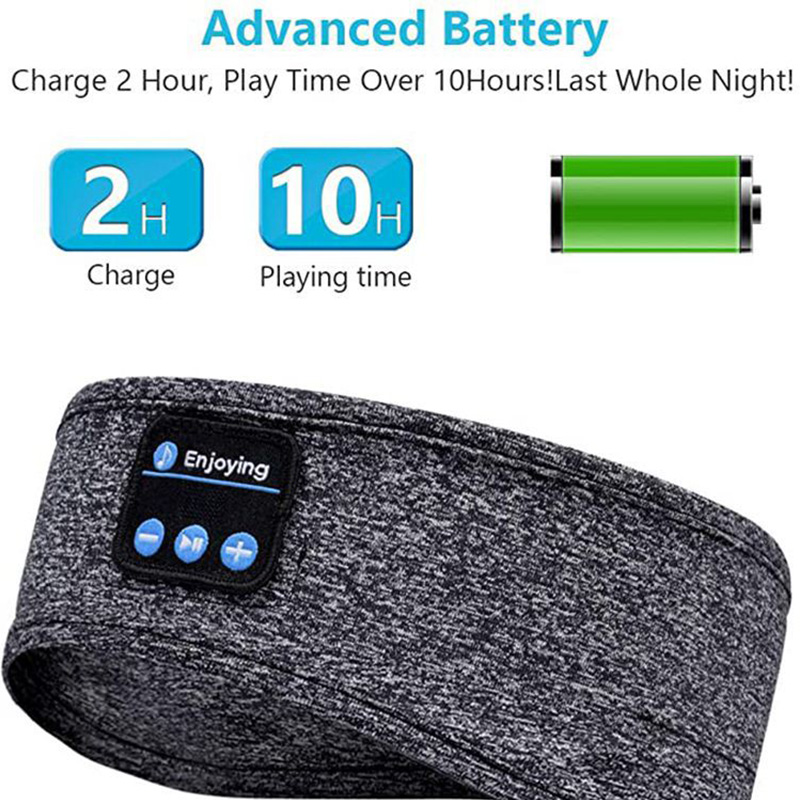 Advanced Battery
Charge 2 Hour, Play Time Over 10Hours!Last Whole Night!
2H
10H
Charge
Playing time
Enjoying